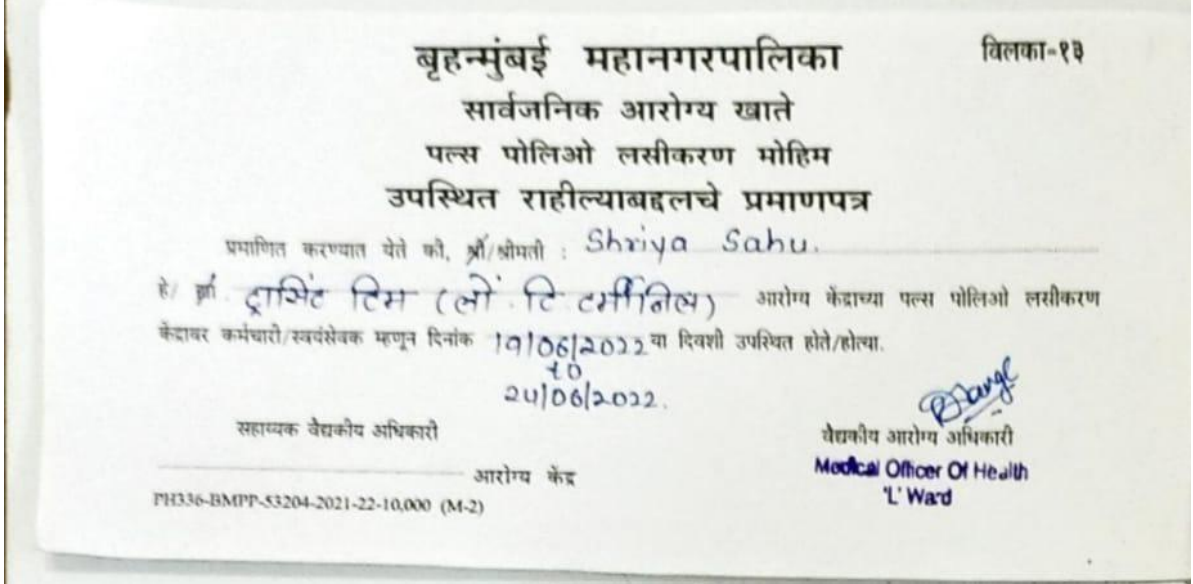 बृहन्मुंबई महानगरपालिका विलका-१३
सार्वजनिक आरोग्य खाते
पल्स पोलिओ लसीकरण मोहिम
उपस्थित राहील्याबद्दलचे प्रमाणपत्र
प्रमाणित करण्यात येते की, श्री/श्रीमती : Shriya Sahu.
हे/ ह्या. ट्रासिंट टिम (लो. टि. टर्मीनिल) आरोग्य केंद्राच्या पल्स पोलिओ लसीकरण
केंद्रावर कर्मचारी/स्वयंसेवक म्हणून दिनांक 19/06/2022 या दिवशी उपस्थित होते/होत्या.
to
24/06/2022.
सहाय्यक वैद्यकीय अधिकारी वैद्यकीय आरोग्य अधिकारी
आरोग्य केंद्र Medical Officer Of Health
PH336-BMPP-53204-2021-22-10,000 (M-2) 'L' Ward